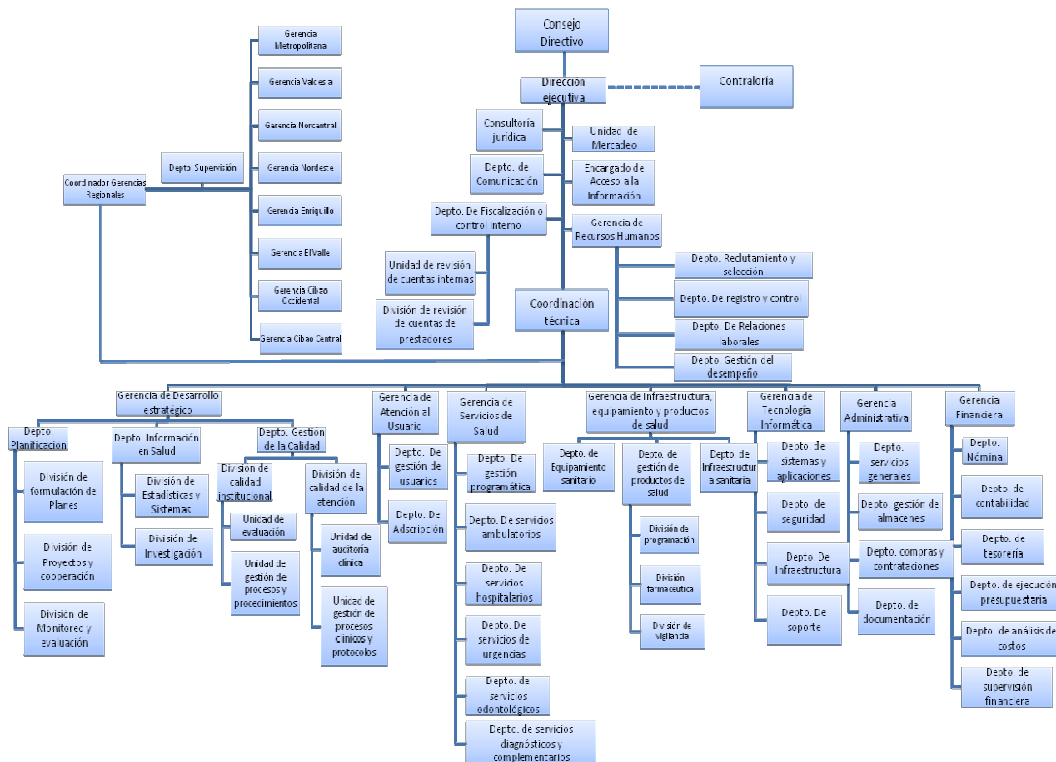 Consejo
Directivo
Dirección
ejecutiva
Contraloría
Consultoría
jurídica
Unidad de
Mercadeo
Depto. de
Comunicación
Encargado de
Acceso a la
Información
Depto. De Fiscalización o
control interno
Gerencia de
Recursos Humanos
Unidad de revisión
de cuentas internas
División de revisión
de cuentas de
prestadores
Depto. Reclutamiento y
selección
Depto. De registro y control
Depto. De Relaciones
laborales
Depto. Gestión del
desempeño
Coordinación
técnica
Coordinador Gerencias
Regionales
Depto Supervisión
Gerencia
Metropolitana
Gerencia Valdesia
Gerencia Norcentral
Gerencia Nordeste
Gerencia Enriquillo
Gerencia El Valle
Gerencia Cibao
Occidental
Gerencia Cibao Central
Gerencia de Desarrollo
estratégico
Depto.
Planificacion
División de
formulación de
Planes
División de
Proyectos y
cooperación
División de
Monitoreo y
evaluación
Depto. Información
en Salud
División de
Estadísticas y
Sistemas
División de
Investigación
Depto. Gestión
de la Calidad
División de
calidad
institucional
Unidad de
evaluación
Unidad de
gestión de
procesos y
procedimientos
División de
calidad de la
atención
Unidad de
auditoría
clínica
Unidad de
gestión de
procesos
clínicos y
protocolos
Gerencia de
Atención al
Usuario
Depto. De
gestión de
usuarios
Depto. De
Adscripción
Gerencia de
Servicios de
Salud
Depto. De
gestión
programática
Depto. De servicios
ambulatorios
Depto. De
servicios
hospitalarios
Depto. De
servicios de
urgencias
Depto. de
servicios
odontológicos
Depto. de servicios
diagnósticos y
complementarios
Gerencia de Infraestructura,
equipamiento y productos
de salud
Depto. de
Equipamiento
sanitario
Depto. de
gestión de
productos
de salud
División de
programación
División
farmaceutica
División de
vigilancia
Depto. de
Infraestructur
a sanitaria
Gerencia de
Tecnología
Informática
Depto. de
sistemas y
aplicaciones
Depto. de
seguridad
Depto. De
Infraestructura
Depto. De
soporte
Gerencia
Administrativa
Depto.
servicios
generales
Depto. gestión de
almacenes
Depto. compras y
contrataciones
Depto. de
documentación
Gerencia
Financiera
Depto.
Nómina
Depto. de
contabilidad
Depto. de
tesorería
Depto. de ejecución
presupuestaria
Depto. de análisis de
costos
Depto. de
supervisión
financiera